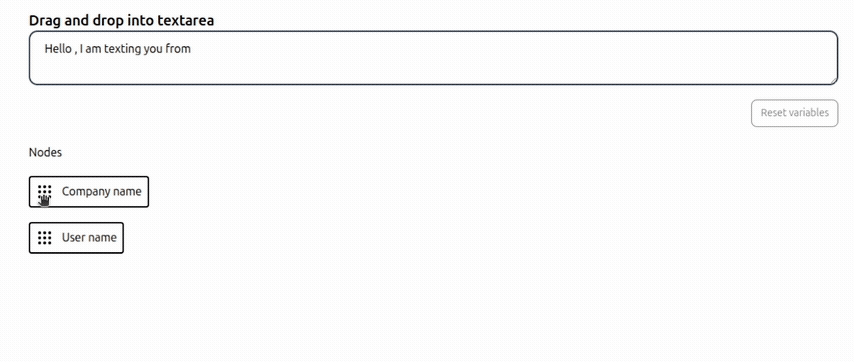 Drag and drop into textarea
Hello , I am texting you from
Reset variables
Nodes
Company name
User name